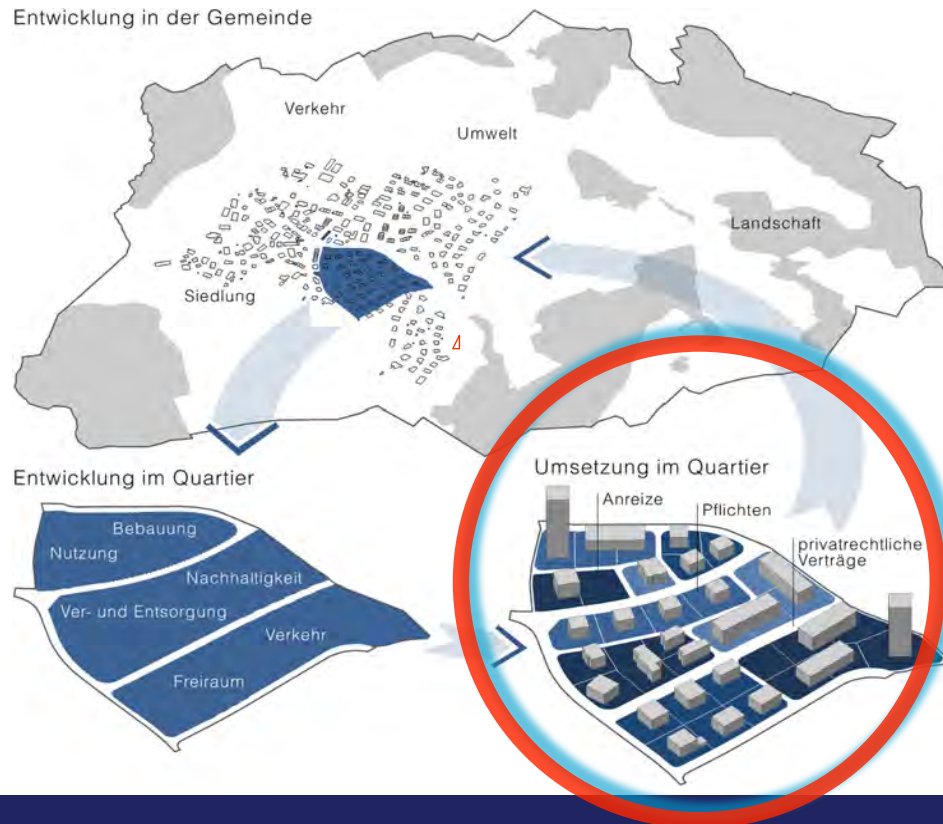 Entwicklung in der Gemeinde
Verkehr
Umwelt
Landschaft
Siedlung
Entwicklung im Quartier
Bebauung
Nutzung
Nachhaltigkeit
Ver- und Entsorgung
Verkehr
Freiraum
Umsetzung im Quartier
Anreize
Pflichten
privatrechtliche
Verträge